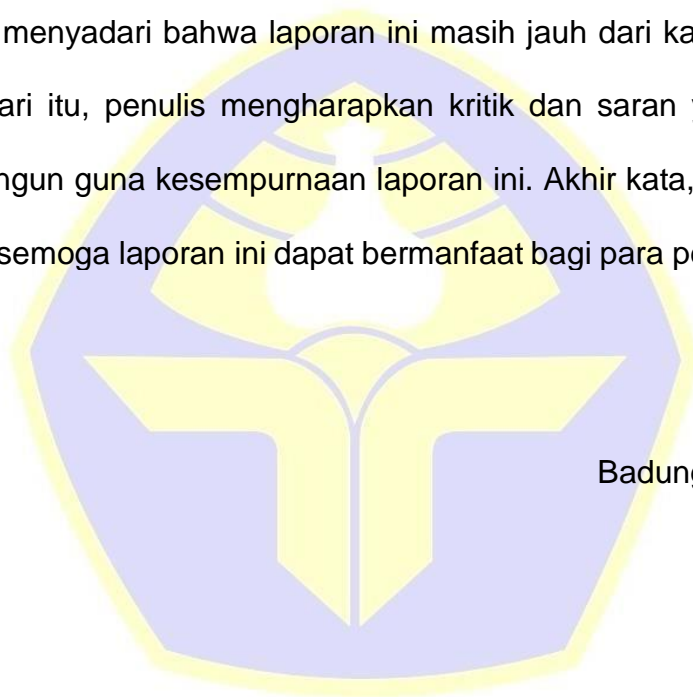 menyadari bahwa laporan ini masih jauh dari ka
ari itu, penulis mengharapkan kritik dan saran
ngun guna kesempurnaan laporan ini. Akhir kata,
semoga laporan ini dapat bermanfaat bagi para pe
Badung